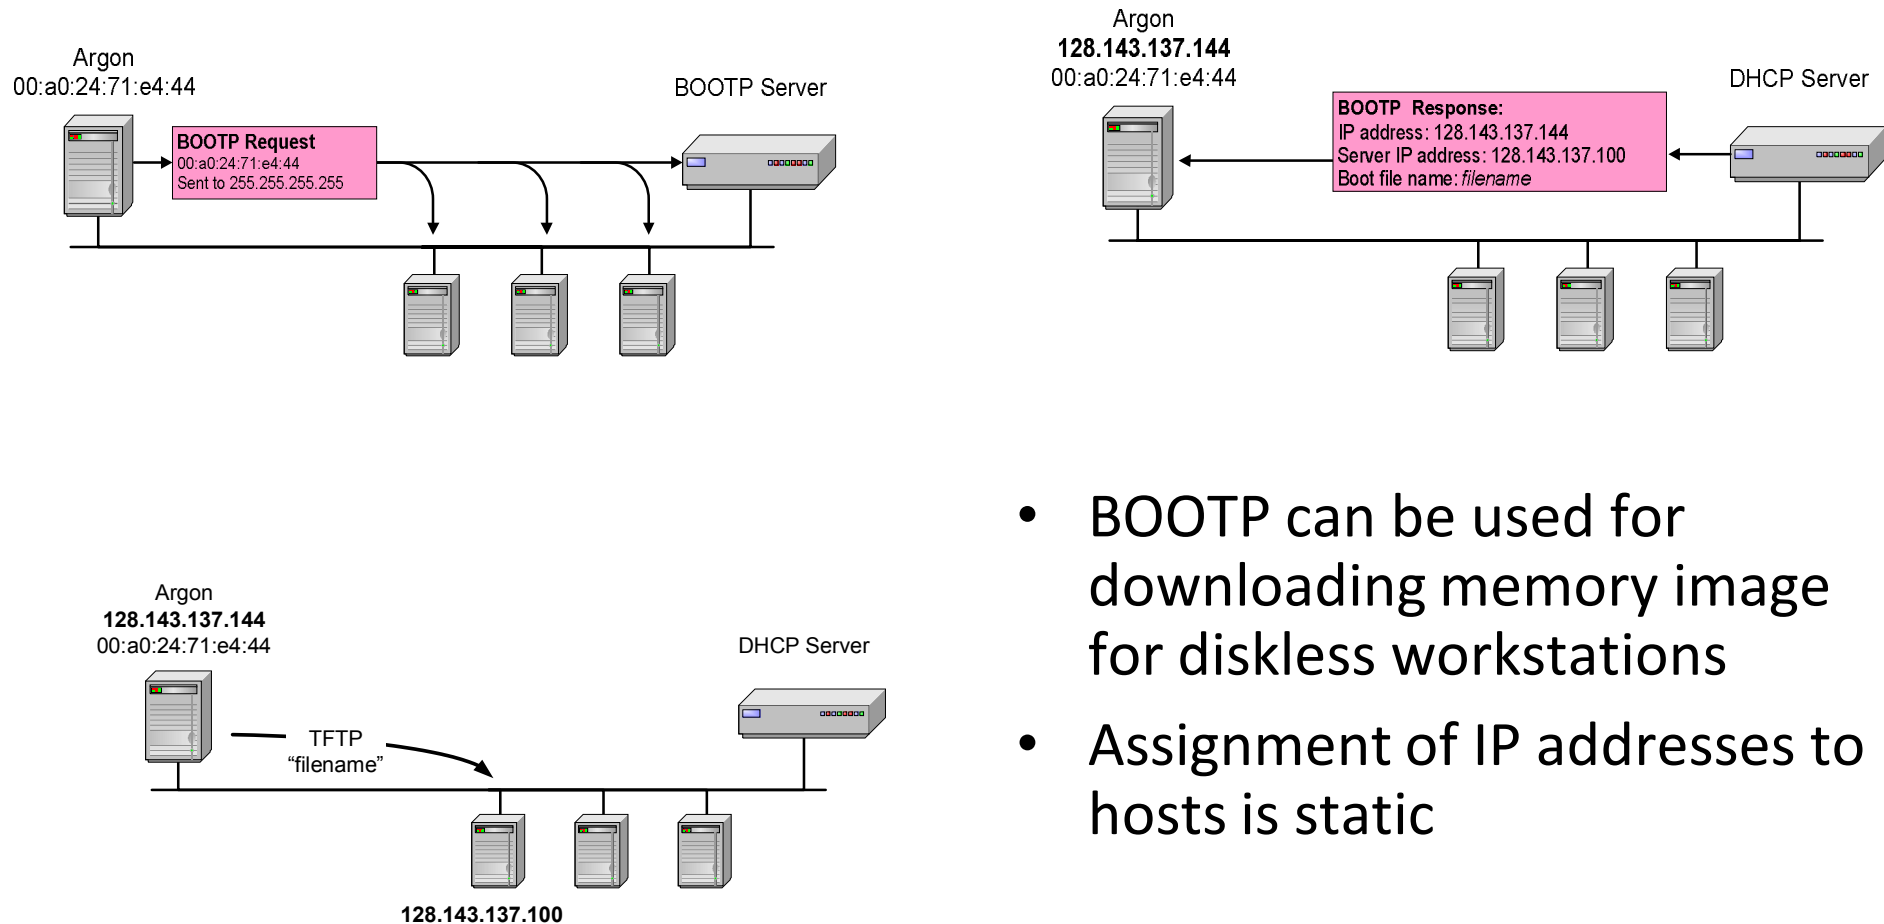 Argon
00:a0:24:71:e4:44
BOOTP Server
BOOTP Request
00:a0:24:71:e4:44
Sent to 255.255.255.255
Argon
128.143.137.144
00:a0:24:71:e4:44
DHCP Server
BOOTP Response:
IP address: 128.143.137.144
Server IP address: 128.143.137.100
Boot file name: filename
Argon
128.143.137.144
00:a0:24:71:e4:44
DHCP Server
TFTP
“filename”
128.143.137.100
• BOOTP can be used for
downloading memory image
for diskless workstations
• Assignment of IP addresses to
hosts is static